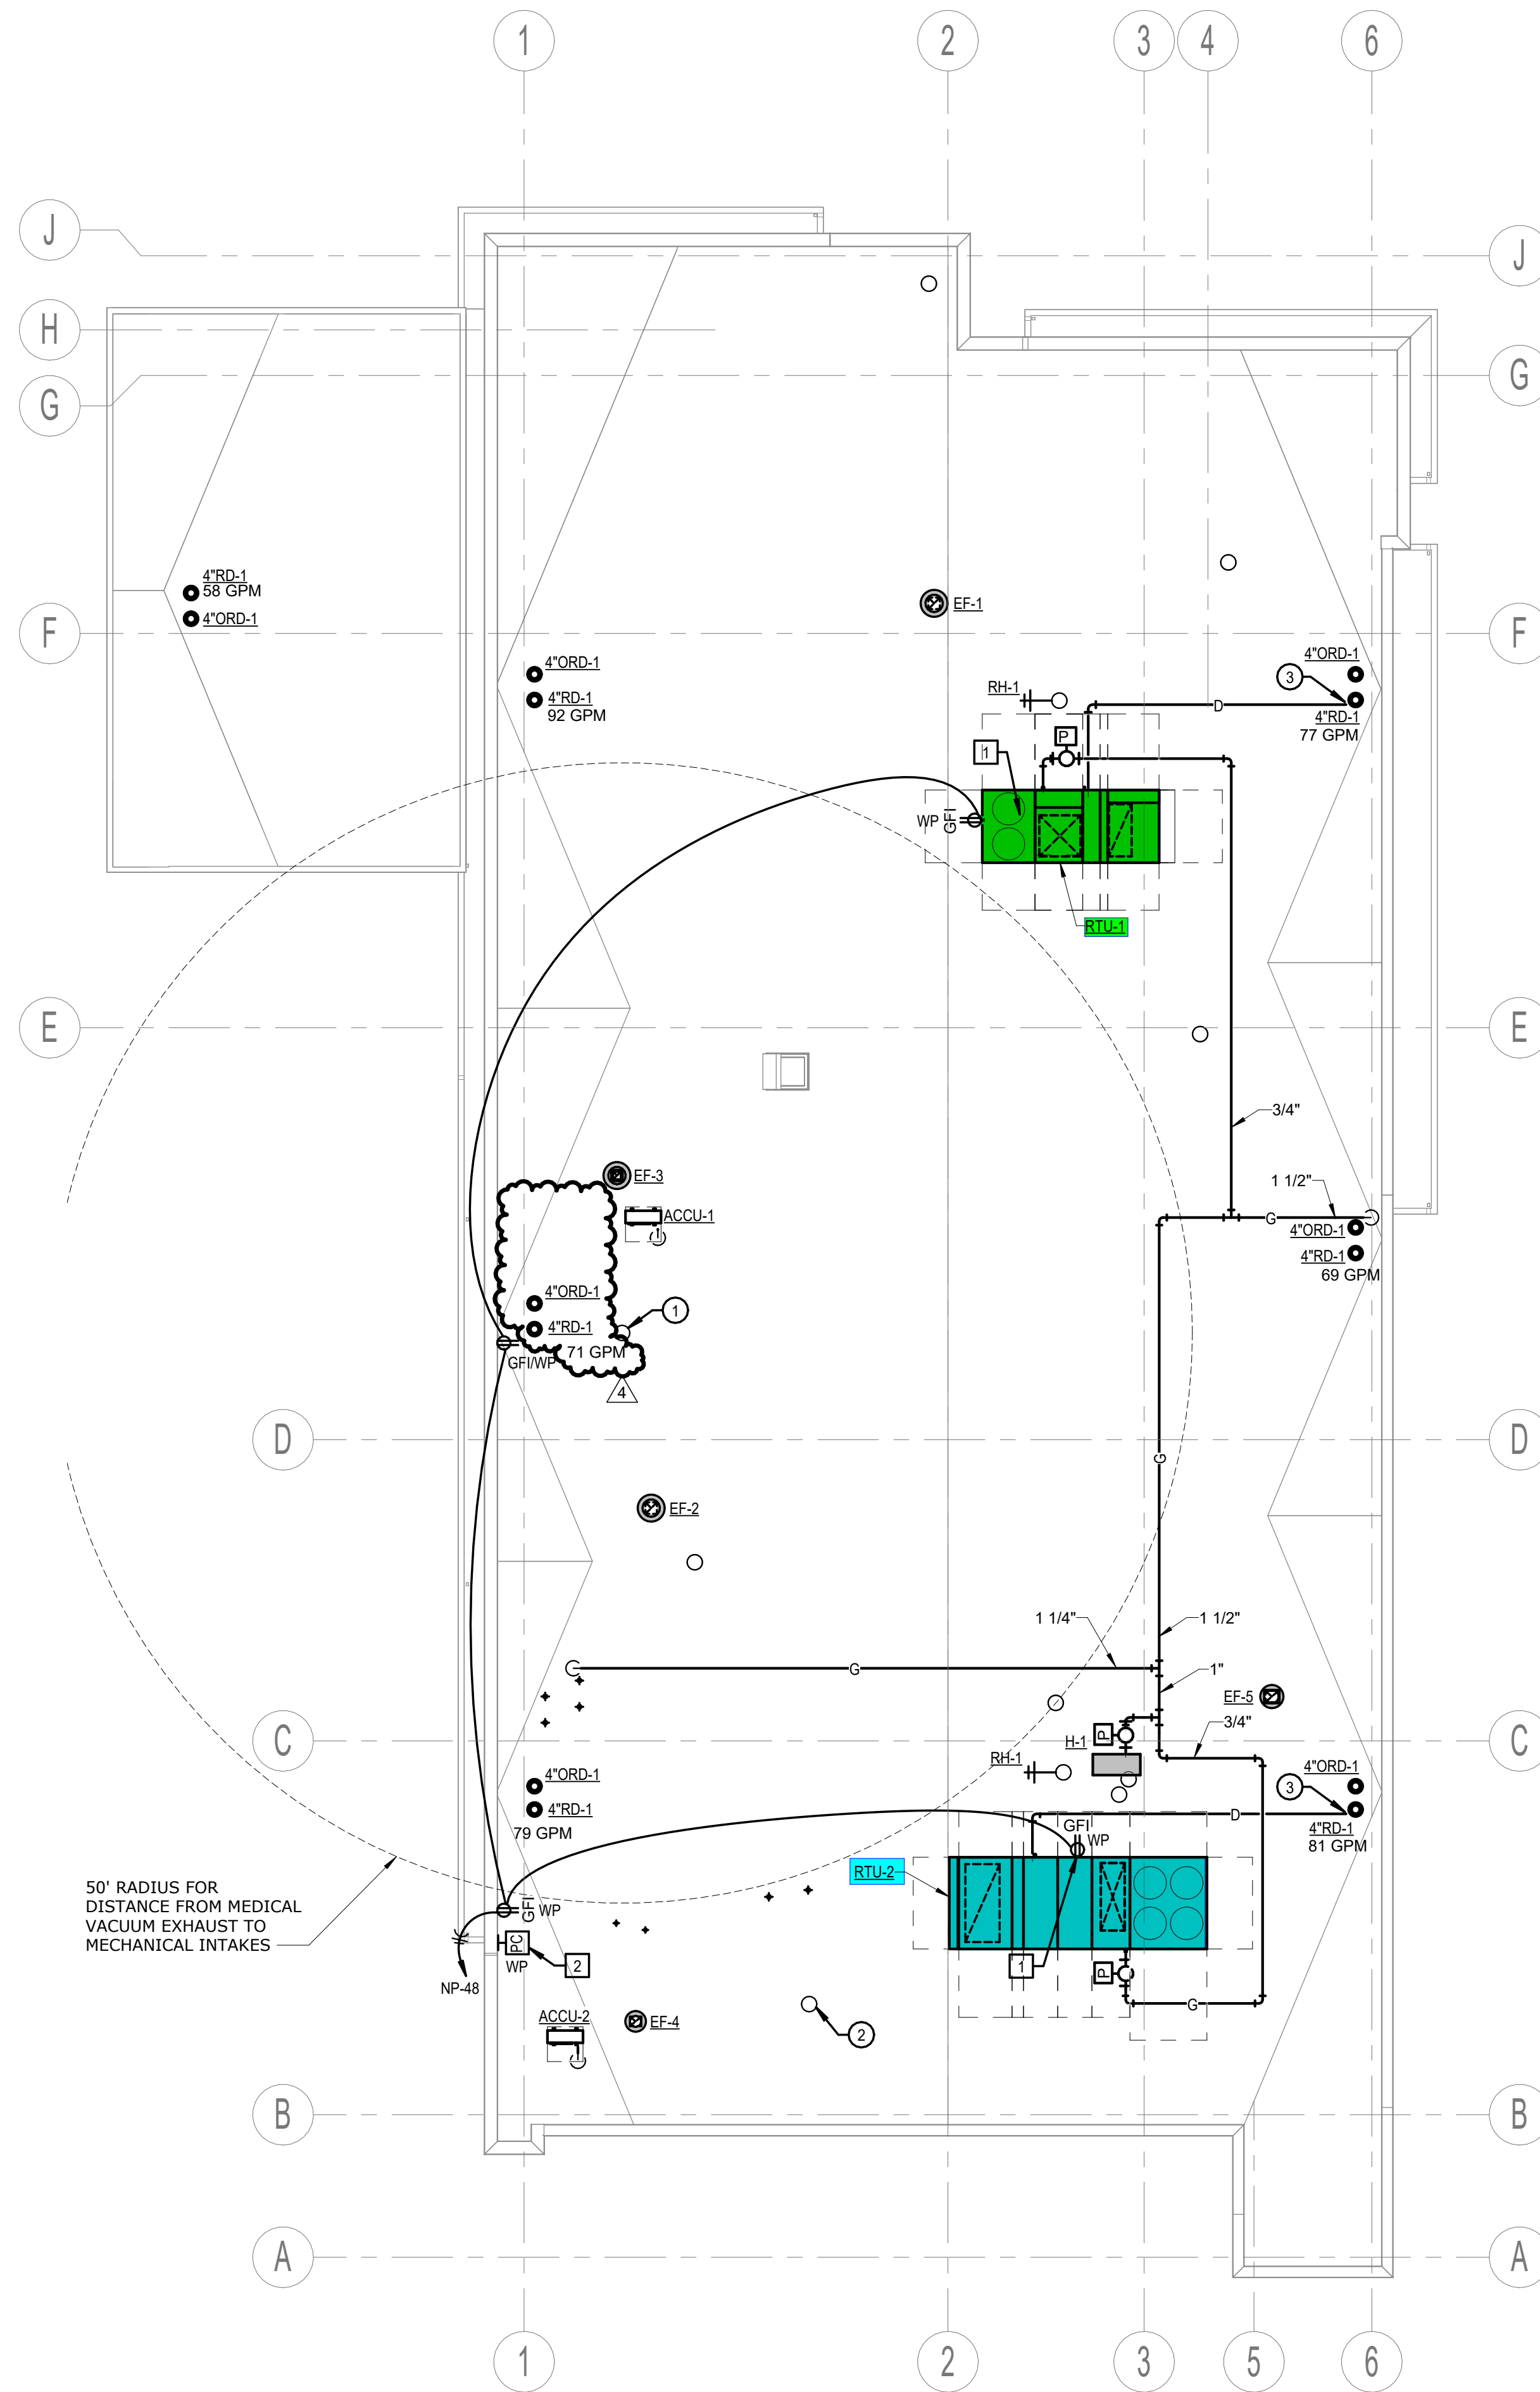 1
2
3
4
6
J
J
H
G
G
4"RD-1
58 GPM
4"ORD-1
EF-1
F
F
4"ORD-1
4"RD-1
92 GPM
RH-1
4"ORD-1
3
D
4"RD-1
77 GPM
P
1
WP
GFI
RTU-1
E
E
3/4"
EF-3
ACCU-1
1 1/2"
G
4"ORD-1
4"RD-1
69 GPM
4"ORD-1
4"RD-1
1
71 GPM
GFI/WP
4
D
D
G
EF-2
1 1/4"
1 1/2"
G
1"
EF-5
3/4"
C
C
P
H-1
RH-1
4"ORD-1
4"RD-1
79 GPM
4"ORD-1
3
D
4"RD-1
81 GPM
GFI
WP
RTU-2
50' RADIUS FOR
DISTANCE FROM MEDICAL
VACUUM EXHAUST TO
MECHANICAL INTAKES
GFI
WP
PC
WP
2
NP-48
1
P
G
ACCU-2
EF-4
2
B
B
A
A
1
2
3
5
6